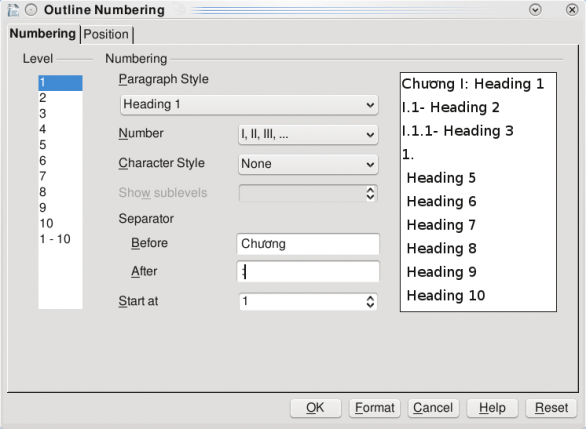 Outline Numbering
Numbering Position
Level
1
2
3
4
5
6
7
8
9
10
1 - 10
Numbering
Paragraph Style
Heading 1
Number I, II, III, ...
Character Style None
Show sublevels
Separator
Before Chương
After :
Start at 1
Chương I: Heading 1
I.1- Heading 2
I.1.1- Heading 3
1.
Heading 5
Heading 6
Heading 7
Heading 8
Heading 9
Heading 10
OK Format Cancel Help Reset